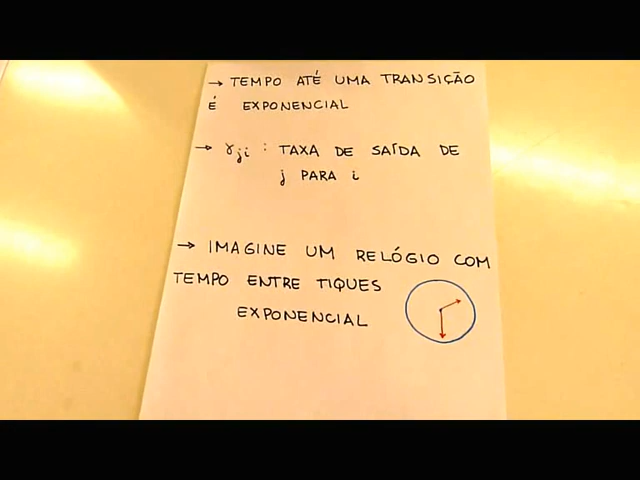 → TEMPO ATÉ UMA TRANSIÇÃO
É EXPONENCIAL
→ γji : TAXA DE SAÍDA DE
j PARA i
→ IMAGINE UM RELÓGIO COM
TEMPO ENTRE TIQUES
EXPONENCIAL